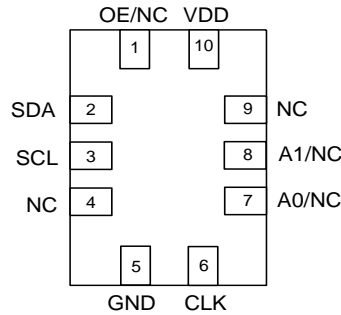 OE/NC VDD
1 10
SDA 2 9 NC
SCL 3 8 A1/NC
NC 4 7 A0/NC
5 6
GND CLK